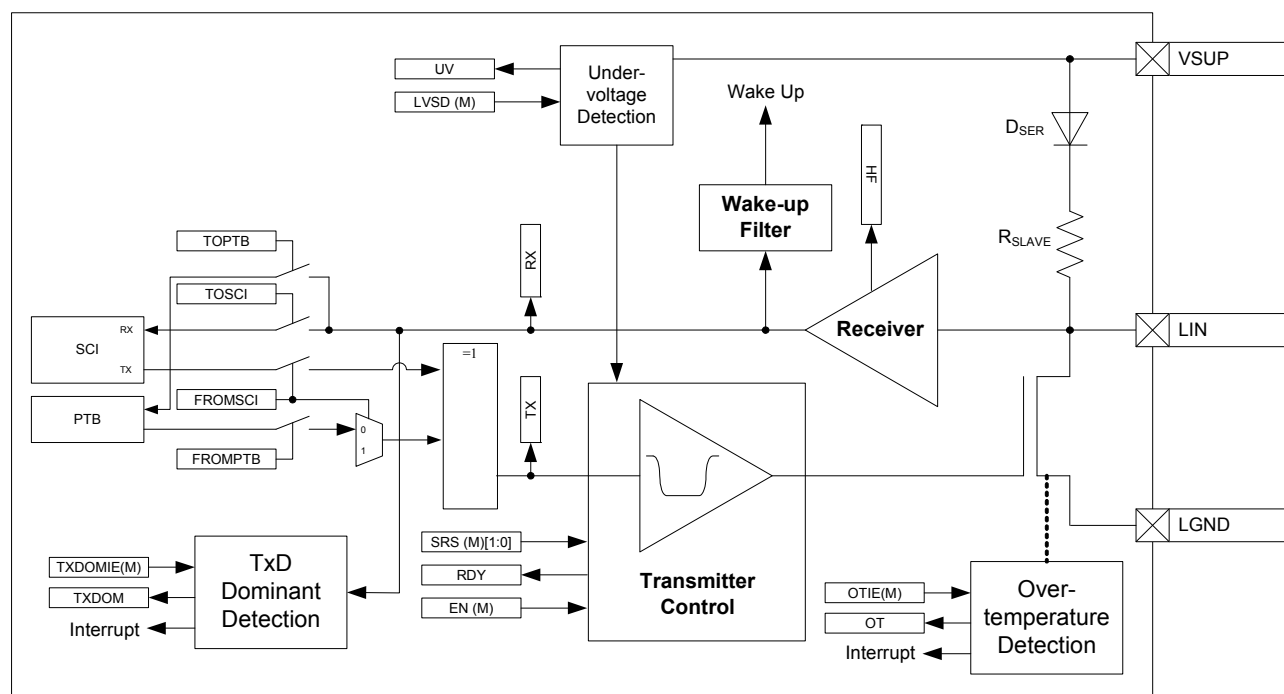 VSUP
UV
Under-
voltage
Detection
LVSD (M)
Wake Up
DSER
HF
Wake-up
Filter
RSLAVE
TOPTB
RX
TOSCI
RX
SCI
TX
Receiver
LIN
=1
FROMSCI
PTB
TX
0
1
FROMPTB
LGND
SRS (M)[1:0]
TXDOMIE(M)
TxD
Dominant
Detection
RDY
Transmitter
Control
TXDOM
EN (M)
Interrupt
OTIE(M)
Over-
temperature
Detection
OT
Interrupt